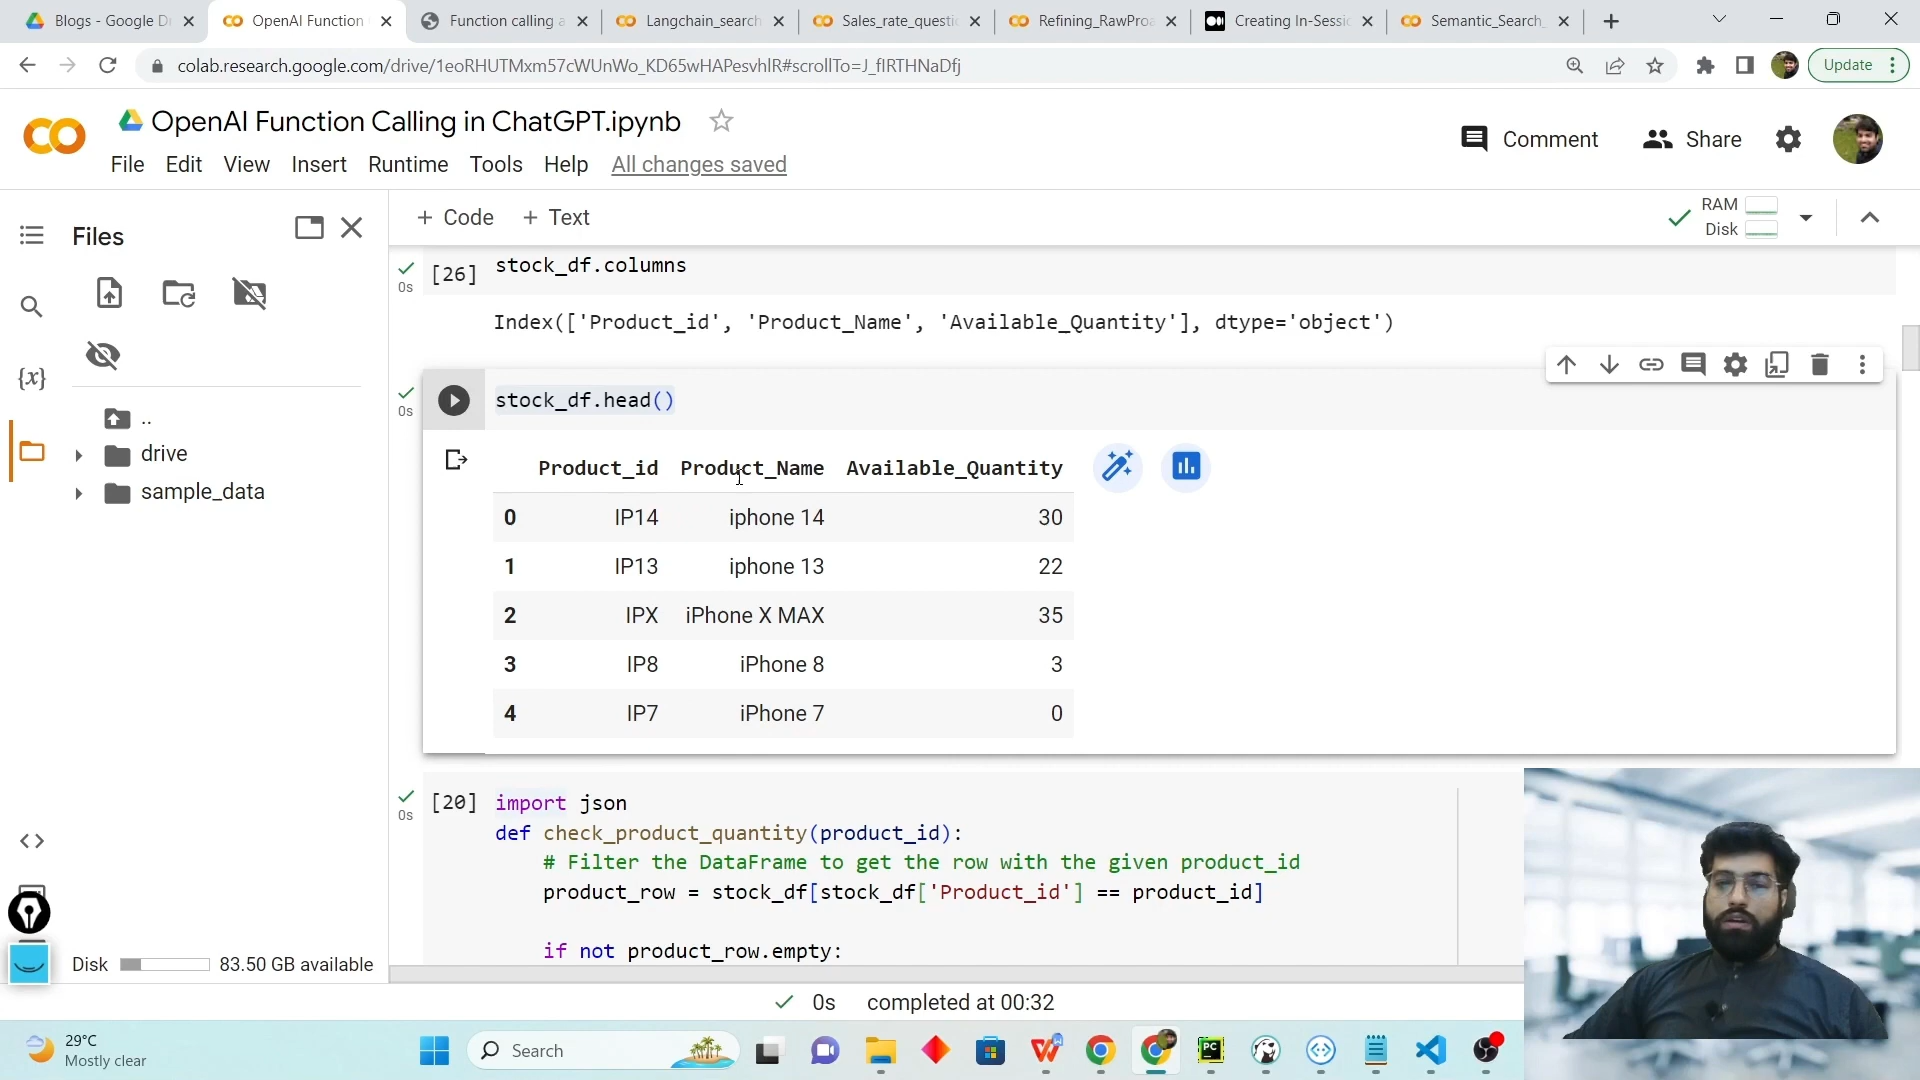 Blogs - Google Dr
OpenAI Function
Function calling a
Langchain_search
Sales_rate_questi
Refining_RawPro
Creating In-Sessi
Semantic_Search_
colab.research.google.com/drive/1eoRHUTMxm57cWUnWo_KD65wHAPesvhIR#scrollTo=J_fIRTHNaDfj
Update
OpenAI Function Calling in ChatGPT.ipynb
Comment
Share
File Edit View Insert Runtime Tools Help All changes saved
Files
+ Code + Text
RAM
Disk
[26] stock_df.columns
0s
Index(['Product_id', 'Product_Name', 'Available_Quantity'], dtype='object')
{x}
stock_df.head()
0s
..
drive
sample_data
Product_id Product_Name Available_Quantity
0 IP14 iphone 14 30
1 IP13 iphone 13 22
2 IPX iPhone X MAX 35
3 IP8 iPhone 8 3
4 IP7 iPhone 7 0
[20] import json
0s
def check_product_quantity(product_id):
# Filter the DataFrame to get the row with the given product_id
product_row = stock_df[stock_df['Product_id'] == product_id]
if not product_row.empty:
Disk 83.50 GB available
0s completed at 00:32
29°C
Mostly clear
Search